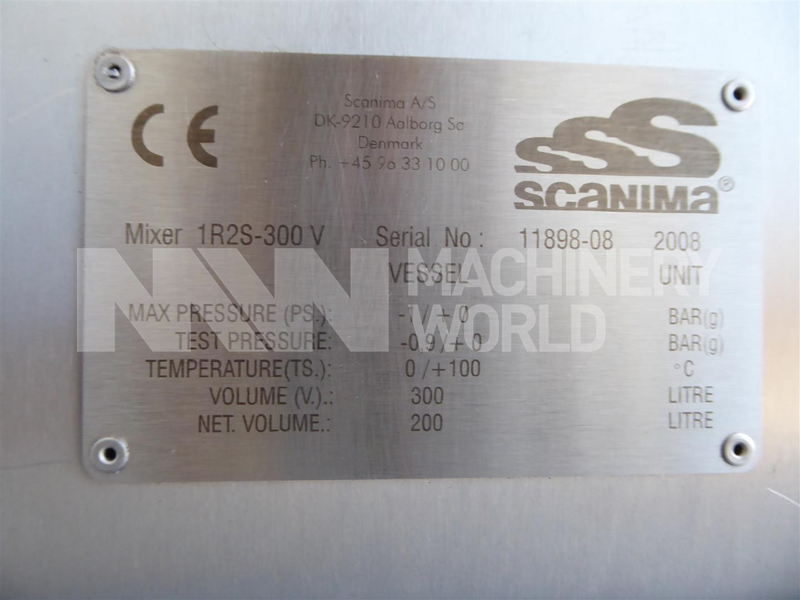 CE
Scanima A/S
DK-9210 Aalborg Sø
Denmark
Ph. +45 96 33 10 00
SSS
scanima®
Mixer 1R2S-300 V Serial No: 11898-08 2008
VESSEL UNIT
MAX PRESSURE (PS.): /+0 BAR(g)
TEST PRESSURE: -0,9/+0 BAR(g)
TEMPERATURE(TS.): 0/+100 °C
VOLUME (V.).: 300 LITRE
NET. VOLUME.: 200 LITRE
MW MACHINERY
WORLD